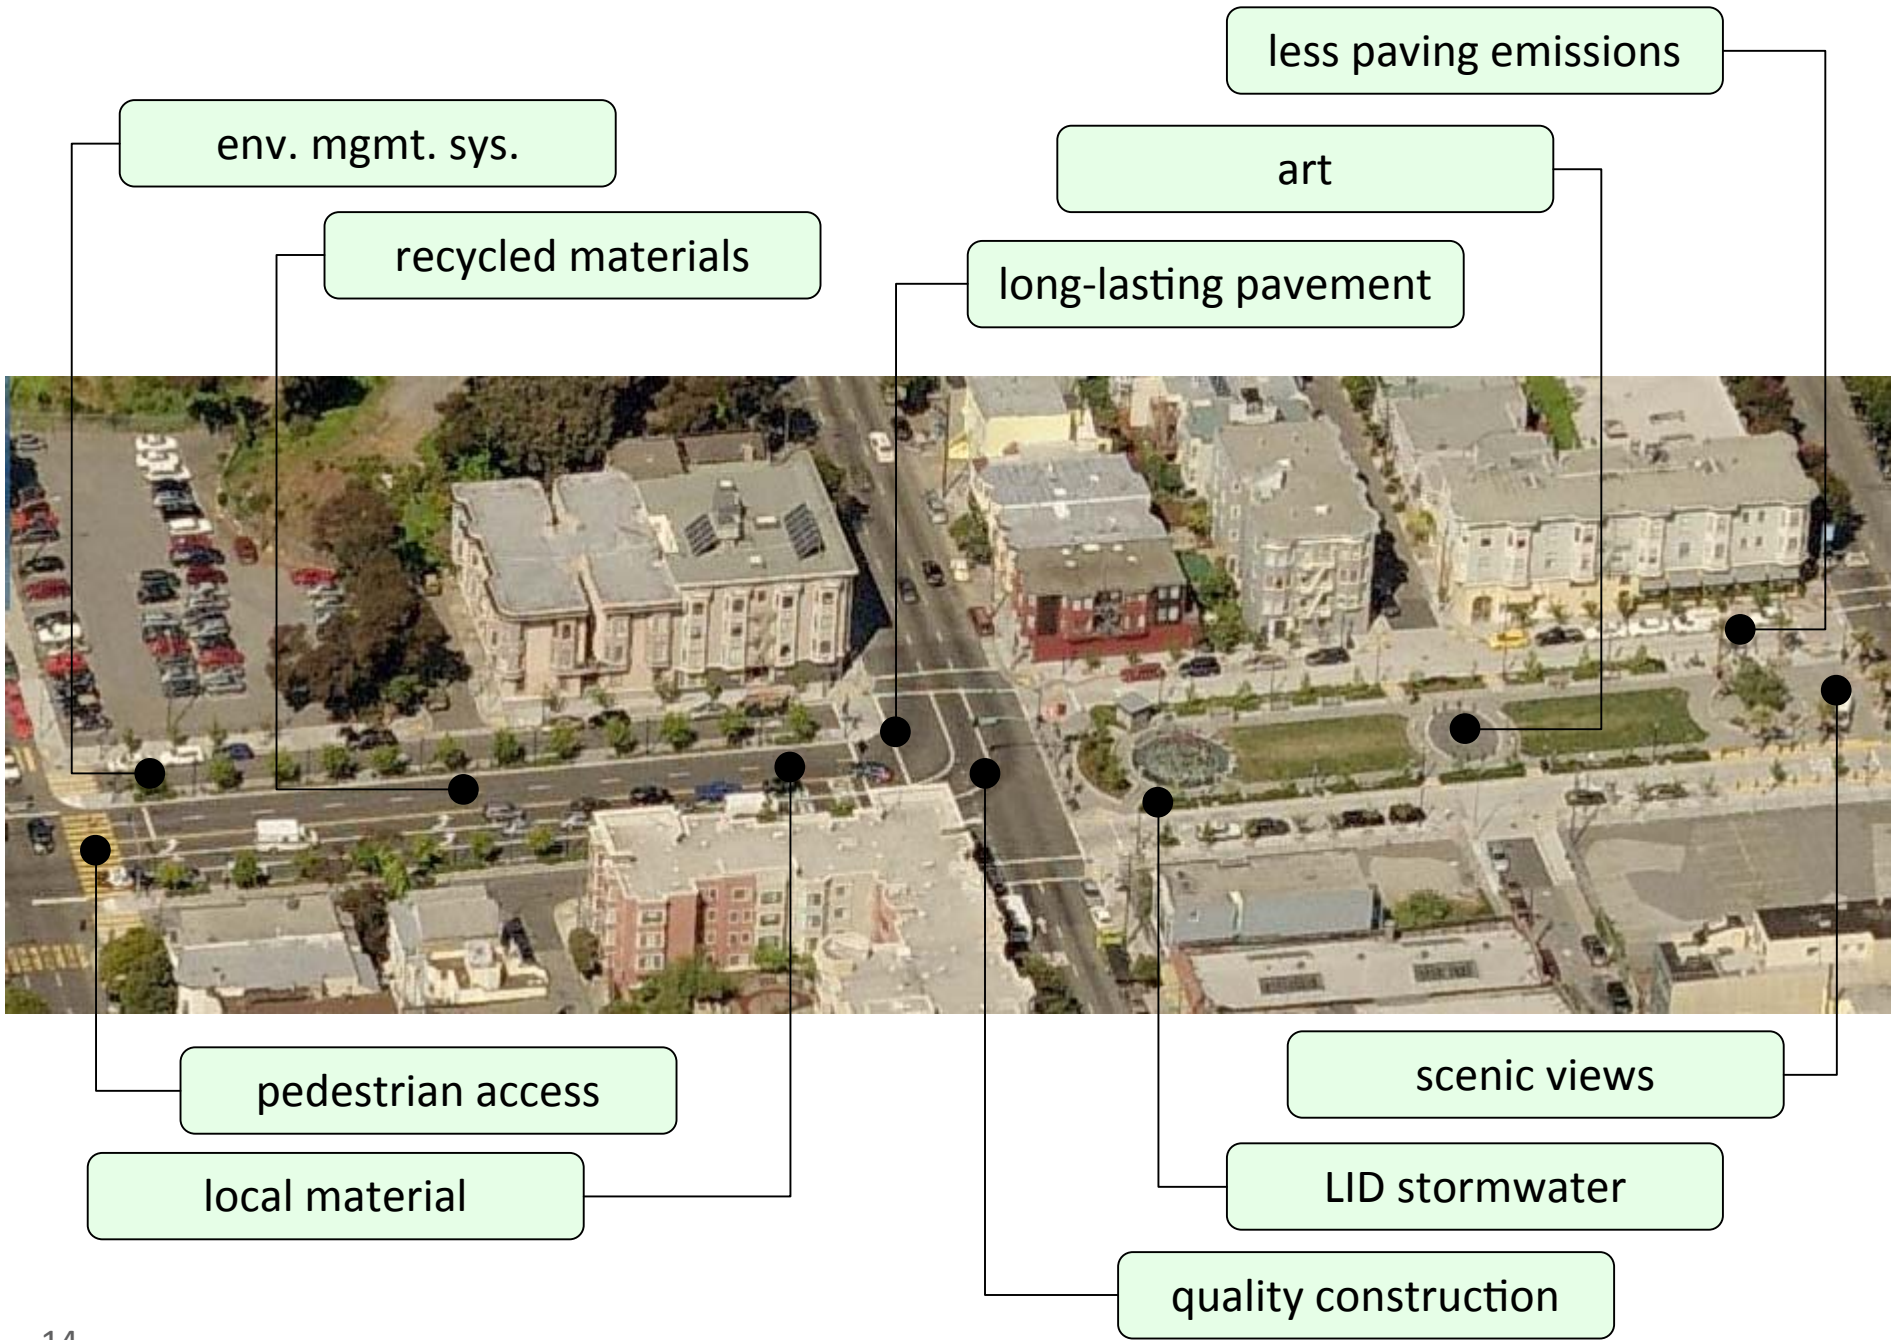 less paving emissions
env. mgmt. sys.
art
recycled materials
long-lasting pavement
pedestrian access
scenic views
local material
LID stormwater
quality construction
14